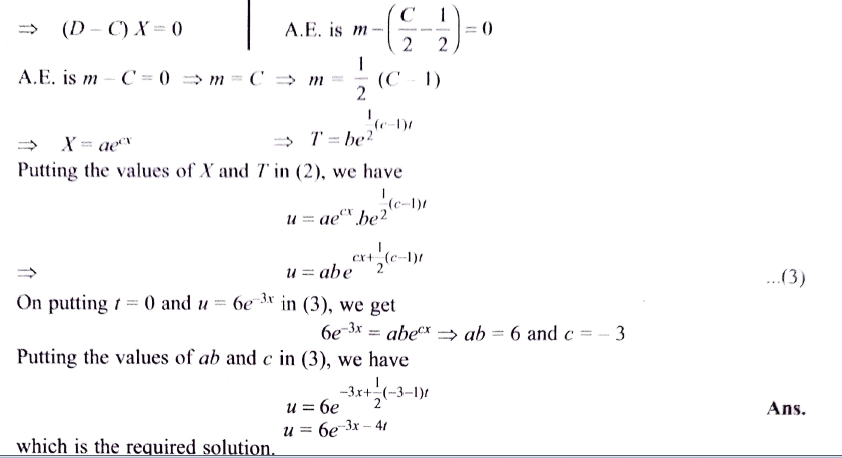 ⇒ (D – C) X = 0 | A.E. is m – (C/2 – 1/2) = 0
A.E. is m – C = 0 ⇒ m = C ⇒ m = 1/2 (C – 1)
⇒ X = ae^{cx} ⇒ T = be^{1/2(c–1)t}
Putting the values of X and T in (2), we have
u = ae^{cx}.be^{1/2(c–1)t}
⇒ u = abe^{cx+1/2(c–1)t} ...(3)
On putting t = 0 and u = 6e^{–3x} in (3), we get
6e^{–3x} = abe^{cx} ⇒ ab = 6 and c = – 3
Putting the values of ab and c in (3), we have
u = 6e^{–3x+1/2(–3–1)t}
Ans.
u = 6e^{–3x – 4t}
which is the required solution.